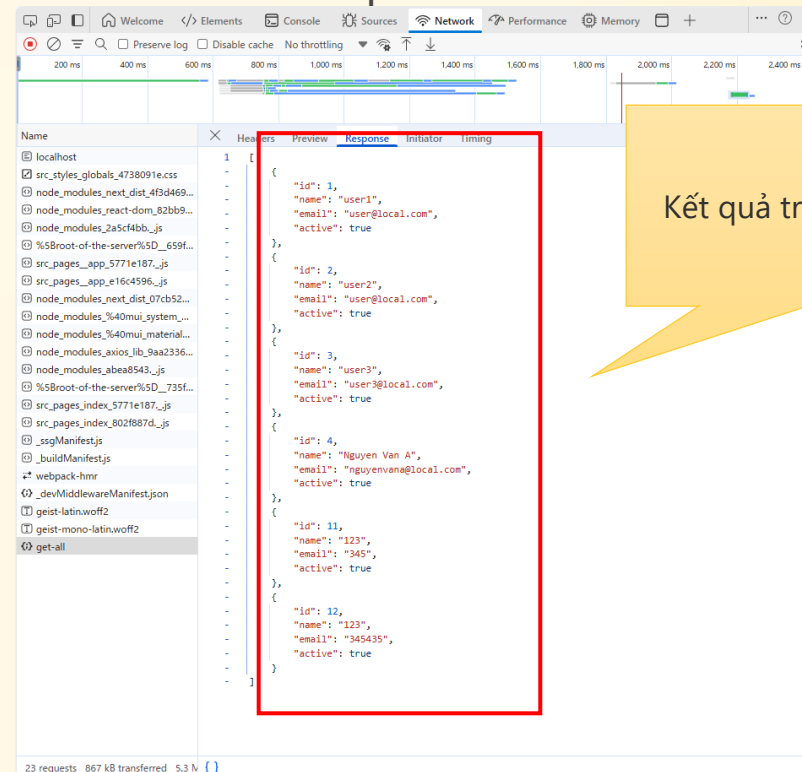 Welcome </> Elements Console Sources Network Performance Memory
Preserve log Disable cache No throttling
200 ms 400 ms 600 ms 800 ms 1,000 ms 1,200 ms 1,400 ms 1,600 ms 1,800 ms 2,000 ms 2,200 ms 2,400 ms
Name
Headers Preview Response Initiator Timing
localhost
src_styles_globals_4738091e.css
node_modules_next_dist_4f3d469...
node_modules_react-dom_82bb9...
node_modules_2a5cf4bb._.js
%5Broot-of-the-server%5D__659f...
src_pages__app_5771e187._.js
src_pages__app_e16c4596._.js
node_modules_next_dist_07cb52...
node_modules_%40mui_system_...
node_modules_%40mui_material...
node_modules_axios_lib_9aa2336...
node_modules_abea8543._.js
%5Broot-of-the-server%5D__735f...
src_pages_index_5771e187._.js
src_pages_index_802f887d._.js
_ssgManifest.js
_buildManifest.js
webpack-hmr
_devMiddlewareManifest.json
geist-latin.woff2
geist-mono-latin.woff2
get-all
1 [
- {
- "id": 1,
- "name": "user1",
- "email": "user@local.com",
- "active": true
- },
- {
- "id": 2,
- "name": "user2",
- "email": "user@local.com",
- "active": true
- },
- {
- "id": 3,
- "name": "user3",
- "email": "user3@local.com",
- "active": true
- },
- {
- "id": 4,
- "name": "Nguyen Van A",
- "email": "nguyenvana@local.com",
- "active": true
- },
- {
- "id": 11,
- "name": "123",
- "email": "345",
- "active": true
- },
- {
- "id": 12,
- "name": "123",
- "email": "345435",
- "active": true
- }
- ]
Kết quả tr
23 requests 867 kB transferred 5.3 M { }